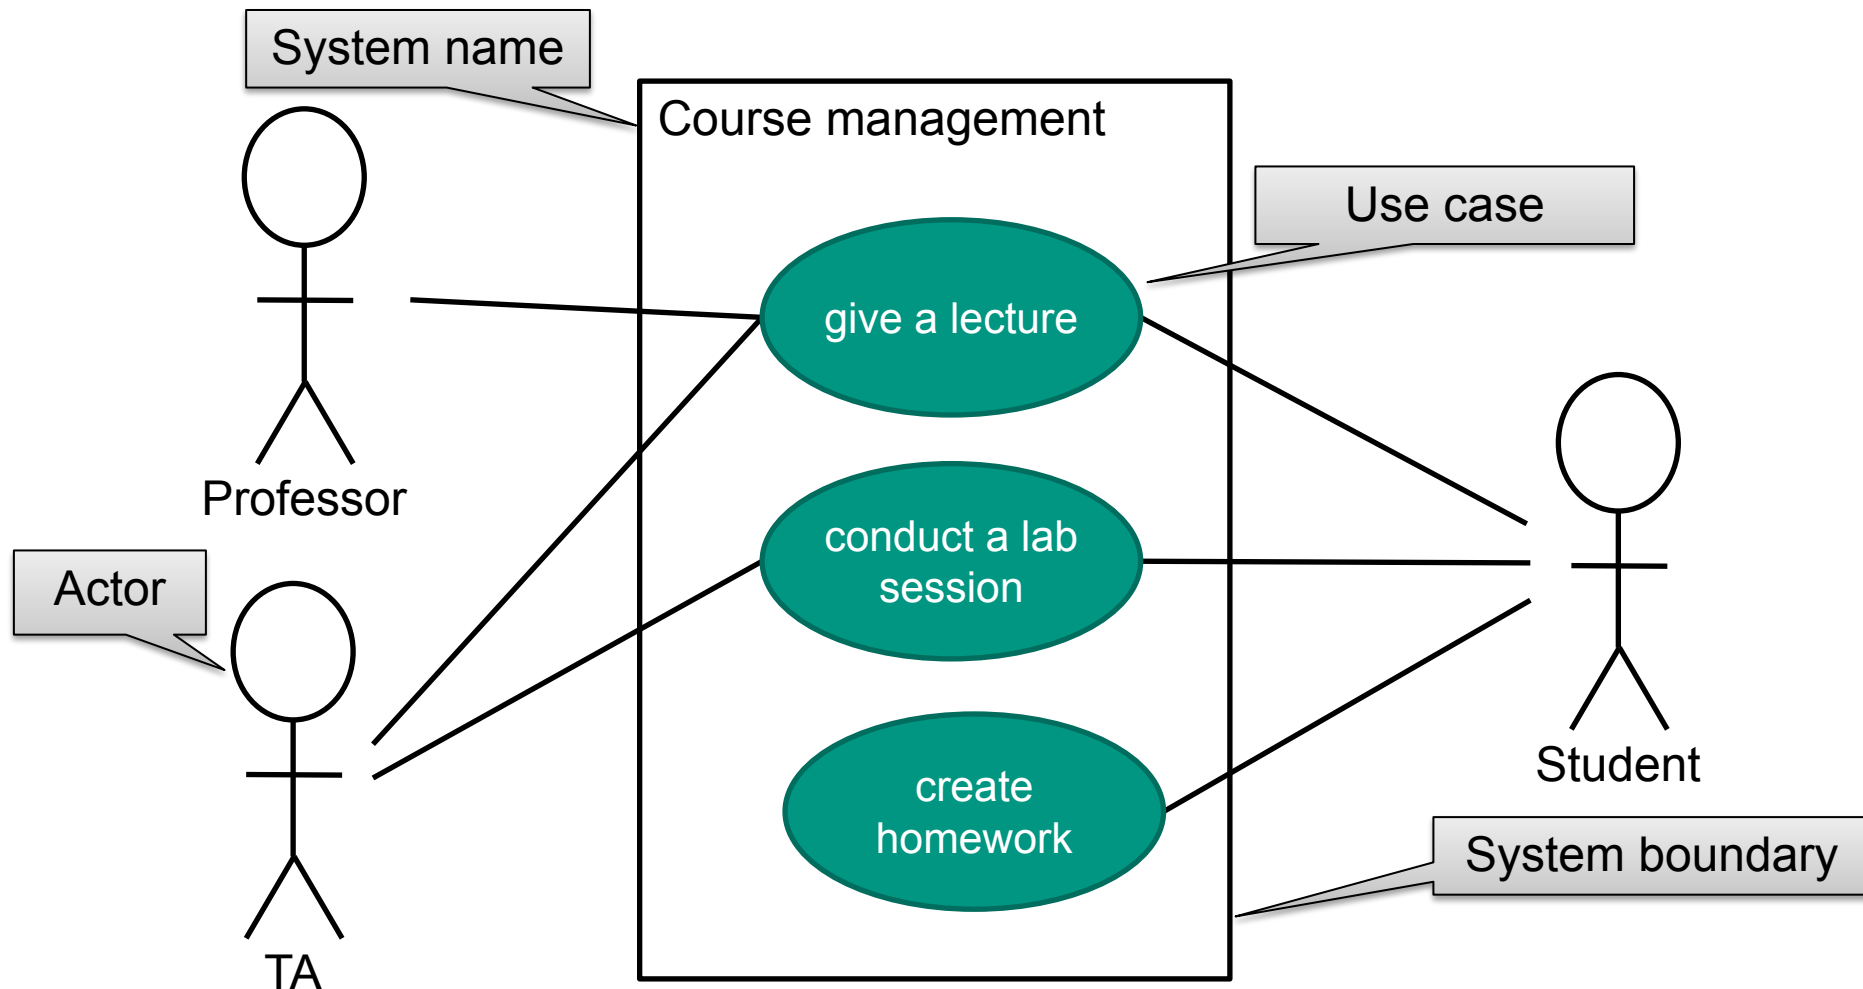 System name
Course management
Use case
give a lecture
Professor
conduct a lab
session
Actor
Student
create
homework
System boundary
TA